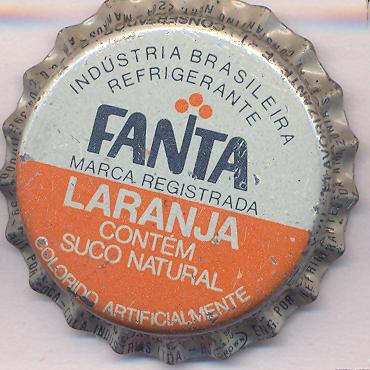 INDÚSTRIA BRASILEIRA
REFRIGERANTE
FANTA
MARCA REGISTRADA
LARANJA
CONTÉM
SUCO NATURAL
COLORIDO ARTIFICIALMENTE